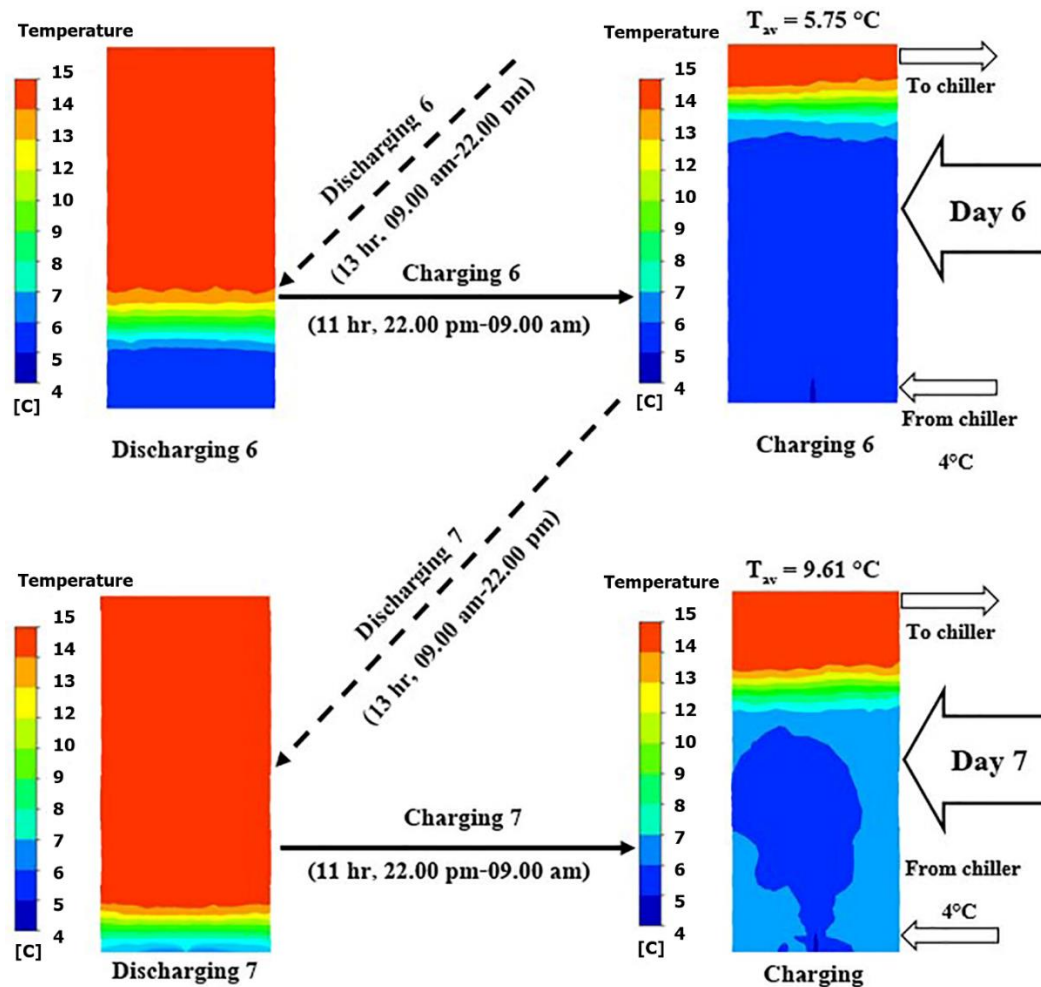 Temperature
15
14
13
12
10
9
8
7
6
5
4
[C]
Discharging 6
Discharging 6
(13 hr, 09.00 am-22.00 pm)
Charging 6
(11 hr, 22.00 pm-09.00 am)
Temperature
15
14
13
12
10
9
8
7
6
5
4
[C]
Tav = 5.75 °C
To chiller
Day 6
From chiller
4°C
Charging 6
Discharging 7
(13 hr, 09.00 am-22.00 pm)
Temperature
15
14
13
12
10
9
8
7
6
5
4
[C]
Discharging 7
Charging 7
(11 hr, 22.00 pm-09.00 am)
Temperature
15
14
13
12
10
9
8
7
6
5
4
[C]
Tav = 9.61 °C
To chiller
Day 7
From chiller
4°C
Charging